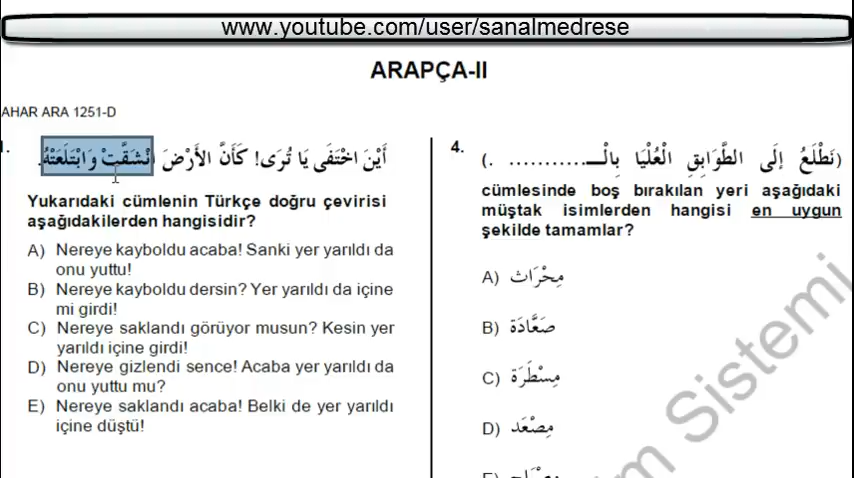 www.youtube.com/user/sanalmedrese
ARAPÇA-II
AHAR ARA 1251-D
أَيْنَ اخْتَفَى يَا تُرَى! كَأَنَّ الأَرْضَ انْشَقَّتْ وَابْتَلَعَتْهُ.
Yukarıdaki cümlenin Türkçe doğru çevirisi
aşağıdakilerden hangisidir?
A) Nereye kayboldu acaba! Sanki yer yarıldı da
onu yuttu!
B) Nereye kayboldu dersin? Yer yarıldı da içine
mi girdi!
C) Nereye saklandı görüyor musun? Kesin yer
yarıldı içine girdi!
D) Nereye gizlendi sence! Acaba yer yarıldı da
onu yuttu mu?
E) Nereye saklandı acaba! Belki de yer yarıldı
içine düştü!
4. (نَطْلَعُ إِلَى الطَّوَابِقِ الْعُلْيَا بِالْـــ............ .)
cümlesinde boş bırakılan yeri aşağıdaki
müştak isimlerden hangisi en uygun
şekilde tamamlar?
A) مِحْرَاث
B) صَعَّادَة
C) مِسْطَرَة
D) مِصْعَد
Sistemi